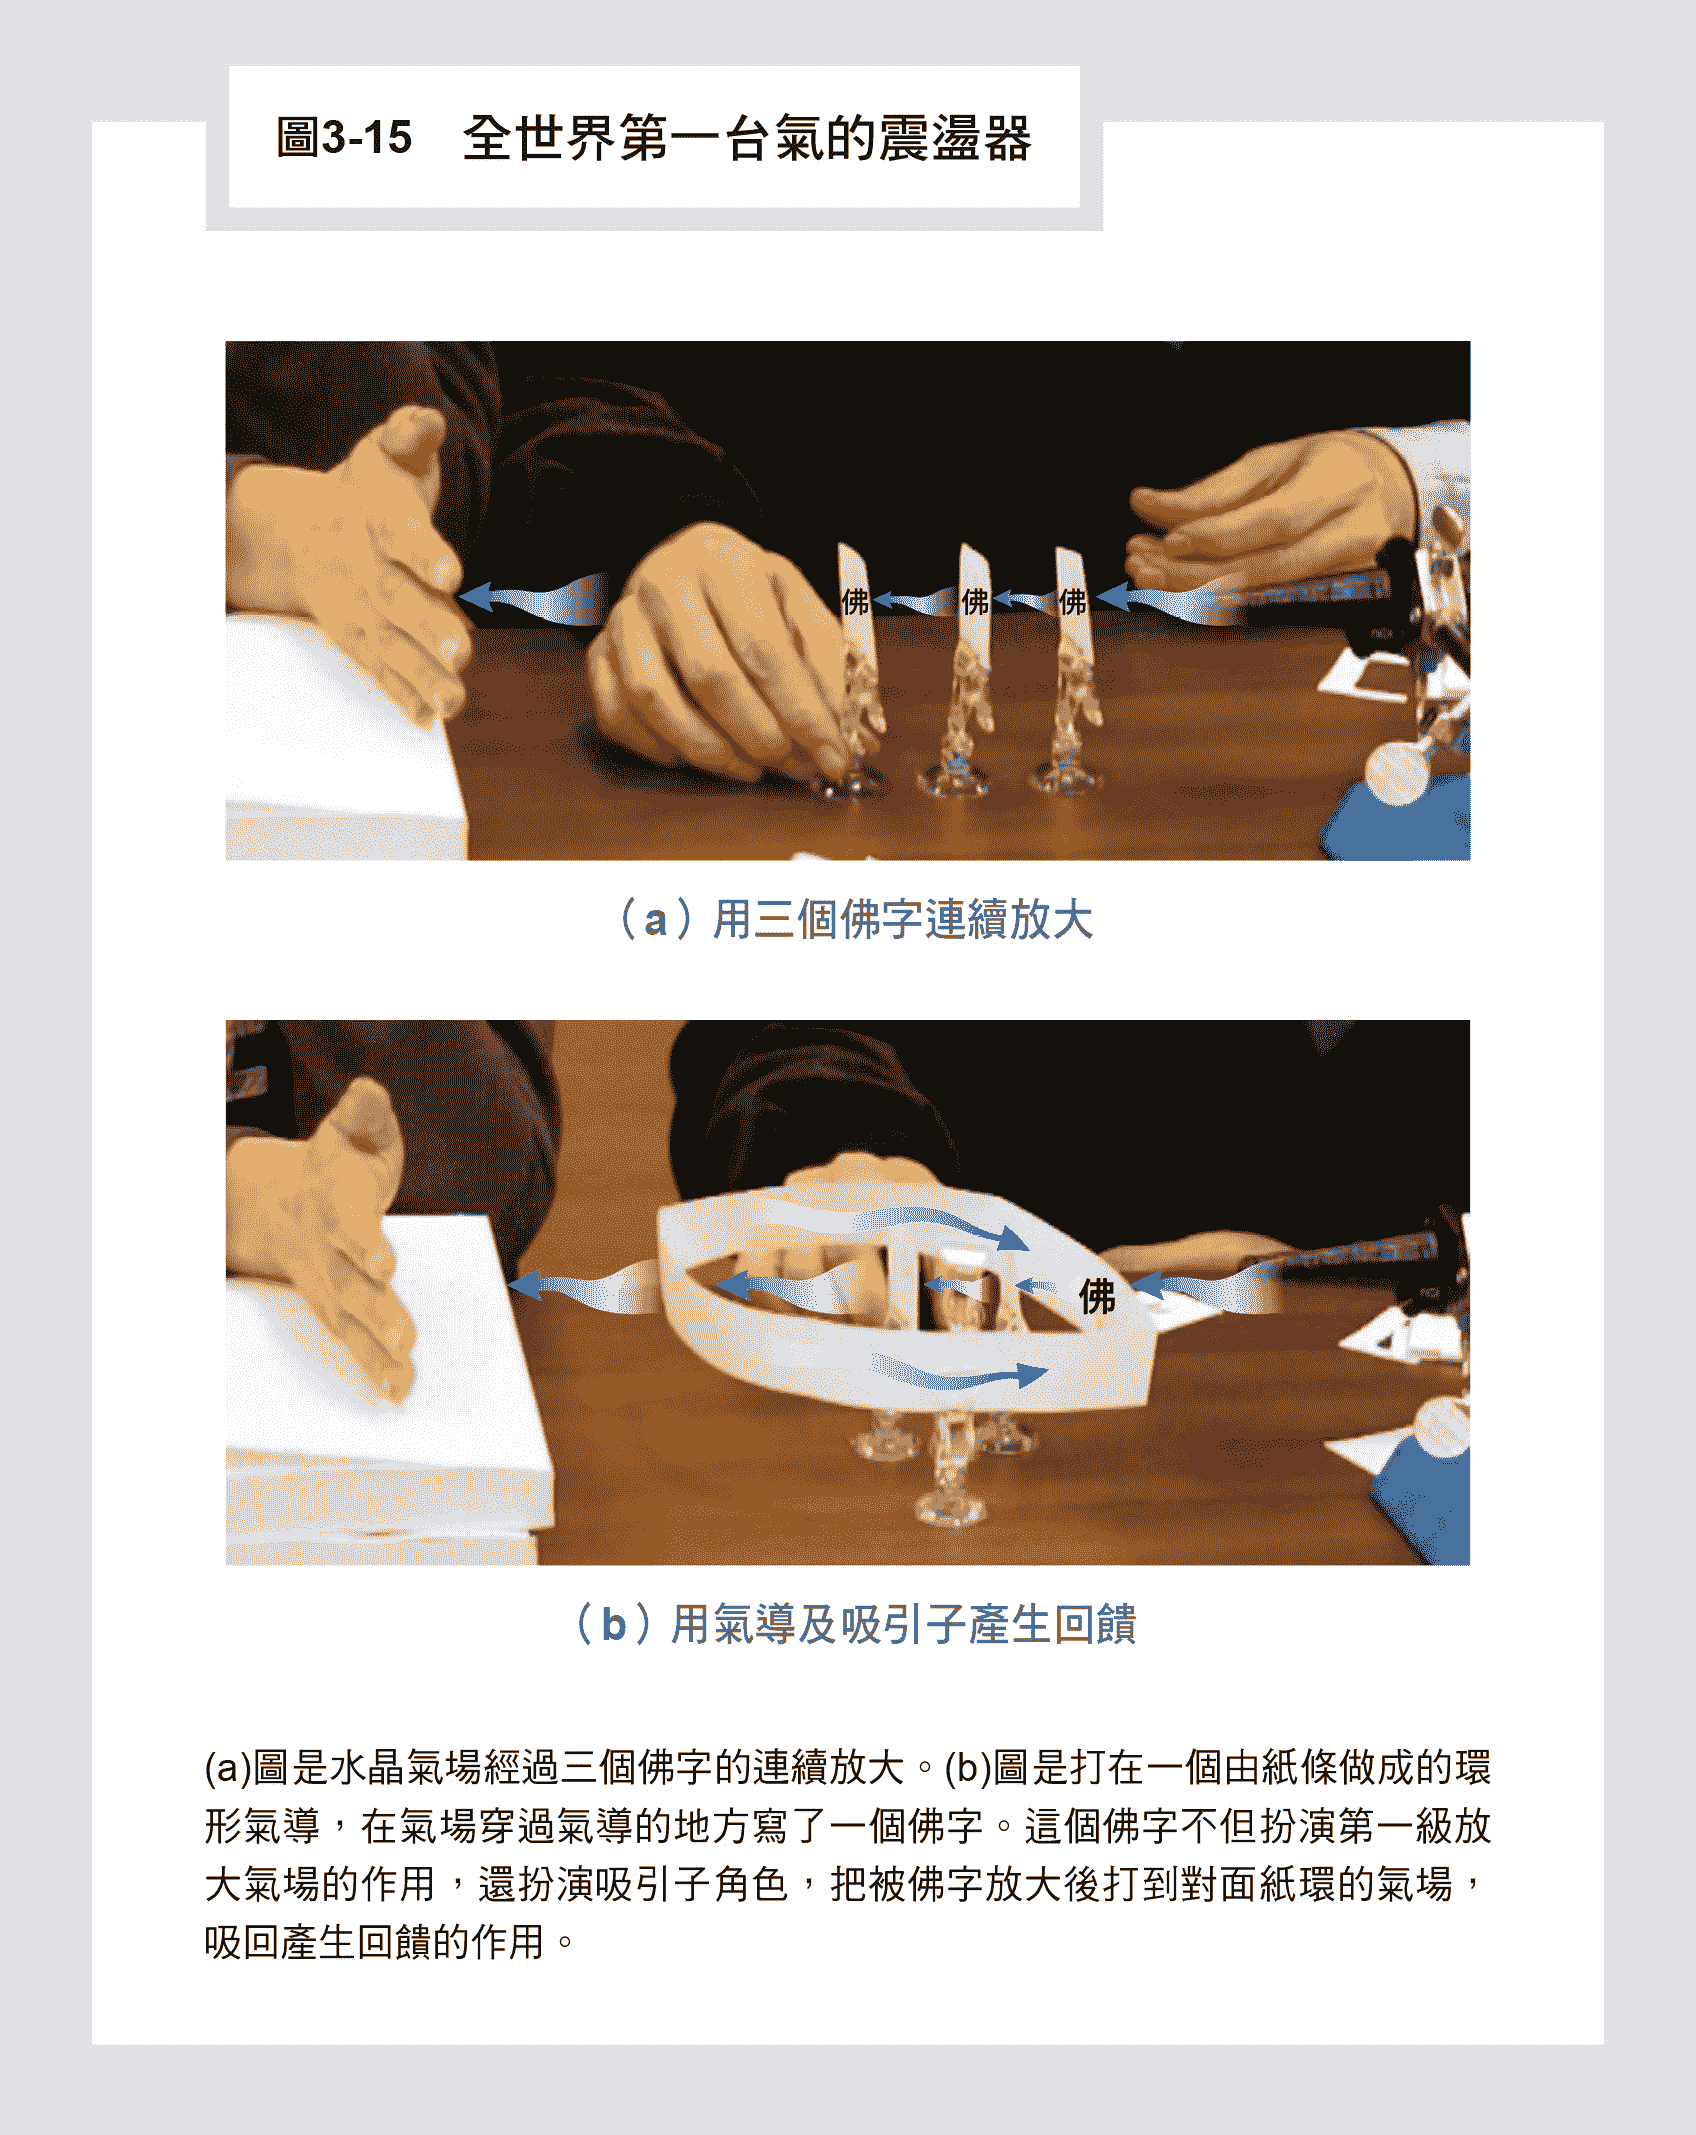 圖3-15 全世界第一台氣的震盪器
佛 佛 佛
(a)用三個佛字連續放大
佛
(b)用氣導及吸引子產生回饋
(a)圖是水晶氣場經過三個佛字的連續放大。(b)圖是打在一個由紙條做成的環
形氣導,在氣場穿過氣導的地方寫了一個佛字。這個佛字不但扮演第一級放
大氣場的作用,還扮演吸引子角色,把被佛字放大後打到對面紙環的氣場,
吸回產生回饋的作用。